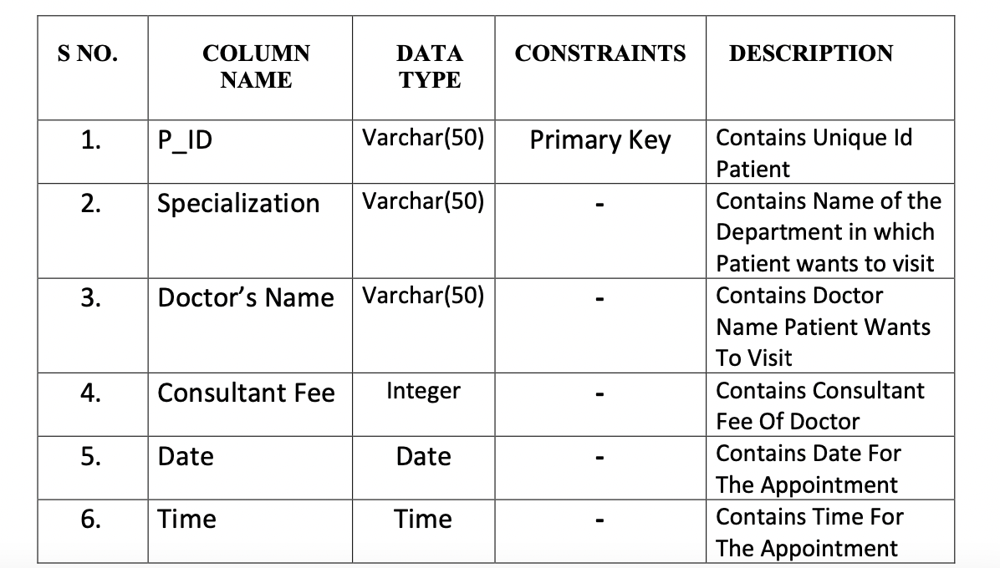 S NO. COLUMN NAME DATA TYPE CONSTRAINTS DESCRIPTION
1. P_ID Varchar(50) Primary Key Contains Unique Id
Patient
2. Specialization Varchar(50) - Contains Name of the
Department in which
Patient wants to visit
3. Doctor’s Name Varchar(50) - Contains Doctor
Name Patient Wants
To Visit
4. Consultant Fee Integer - Contains Consultant
Fee Of Doctor
5. Date Date - Contains Date For
The Appointment
6. Time Time - Contains Time For
The Appointment